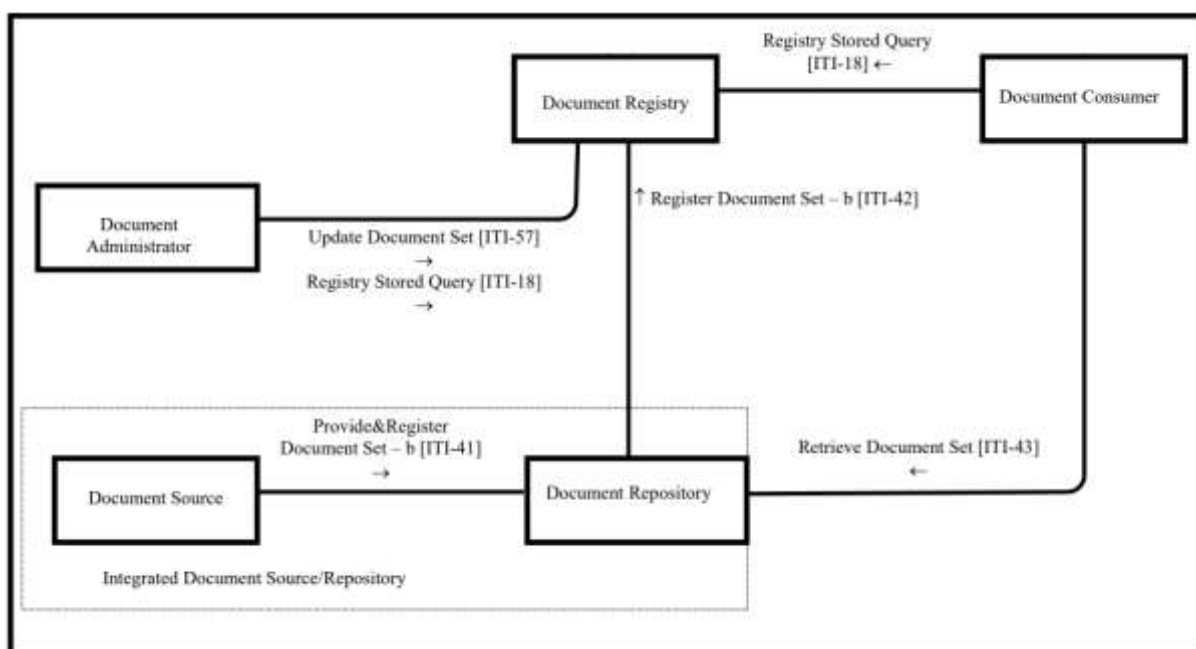 Registry Stored Query
[ITI-18] ←
Document Registry
Document Consumer
↑ Register Document Set – b [ITI-42]
Document
Administrator
Update Document Set [ITI-57]
→
Registry Stored Query [ITI-18]
→
Provide&Register
Document Set – b [ITI-41]
→
Retrieve Document Set [ITI-43]
←
Document Source
Document Repository
Integrated Document Source/Repository